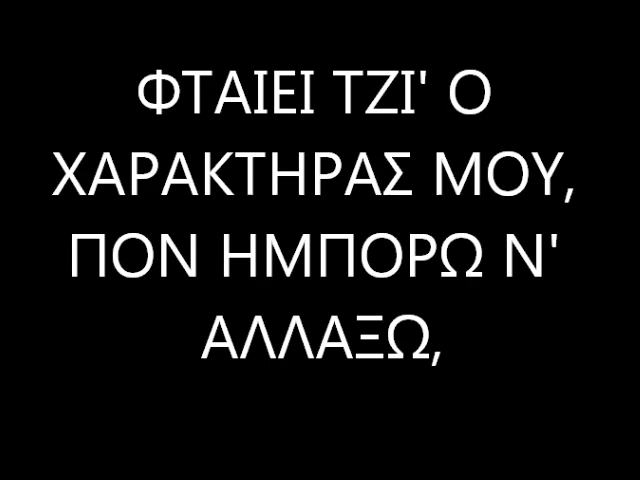 ΦΤΑΙΕΙ ΤΖΙ' Ο
ΧΑΡΑΚΤΗΡΑΣ ΜΟΥ,
ΠΟΝ ΗΜΠΟΡΩ Ν'
ΑΛΛΑΞΩ,